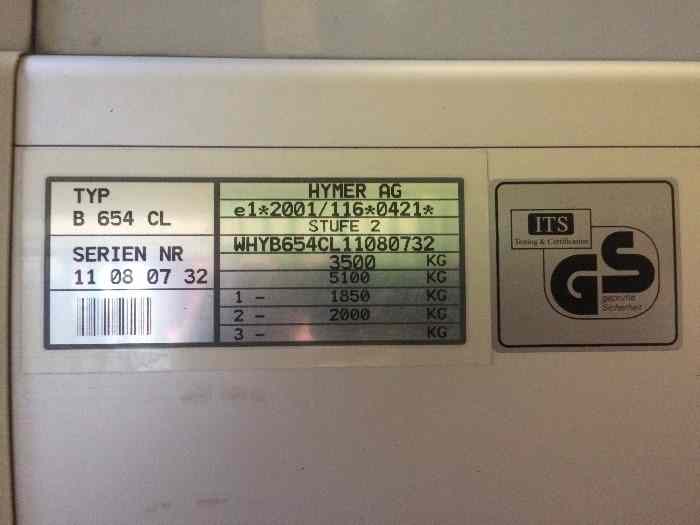 TYP
B 654 CL
SERIEN NR
11 08 07 32
HYMER AG
e1*2001/116*0421*
STUFE 2
WHYB654CL11080732
3500 KG
5100 KG
1 - 1850 KG
2 - 2000 KG
3 - KG
ITS
Testing & Certification
GS
geprüfte
Sicherheit